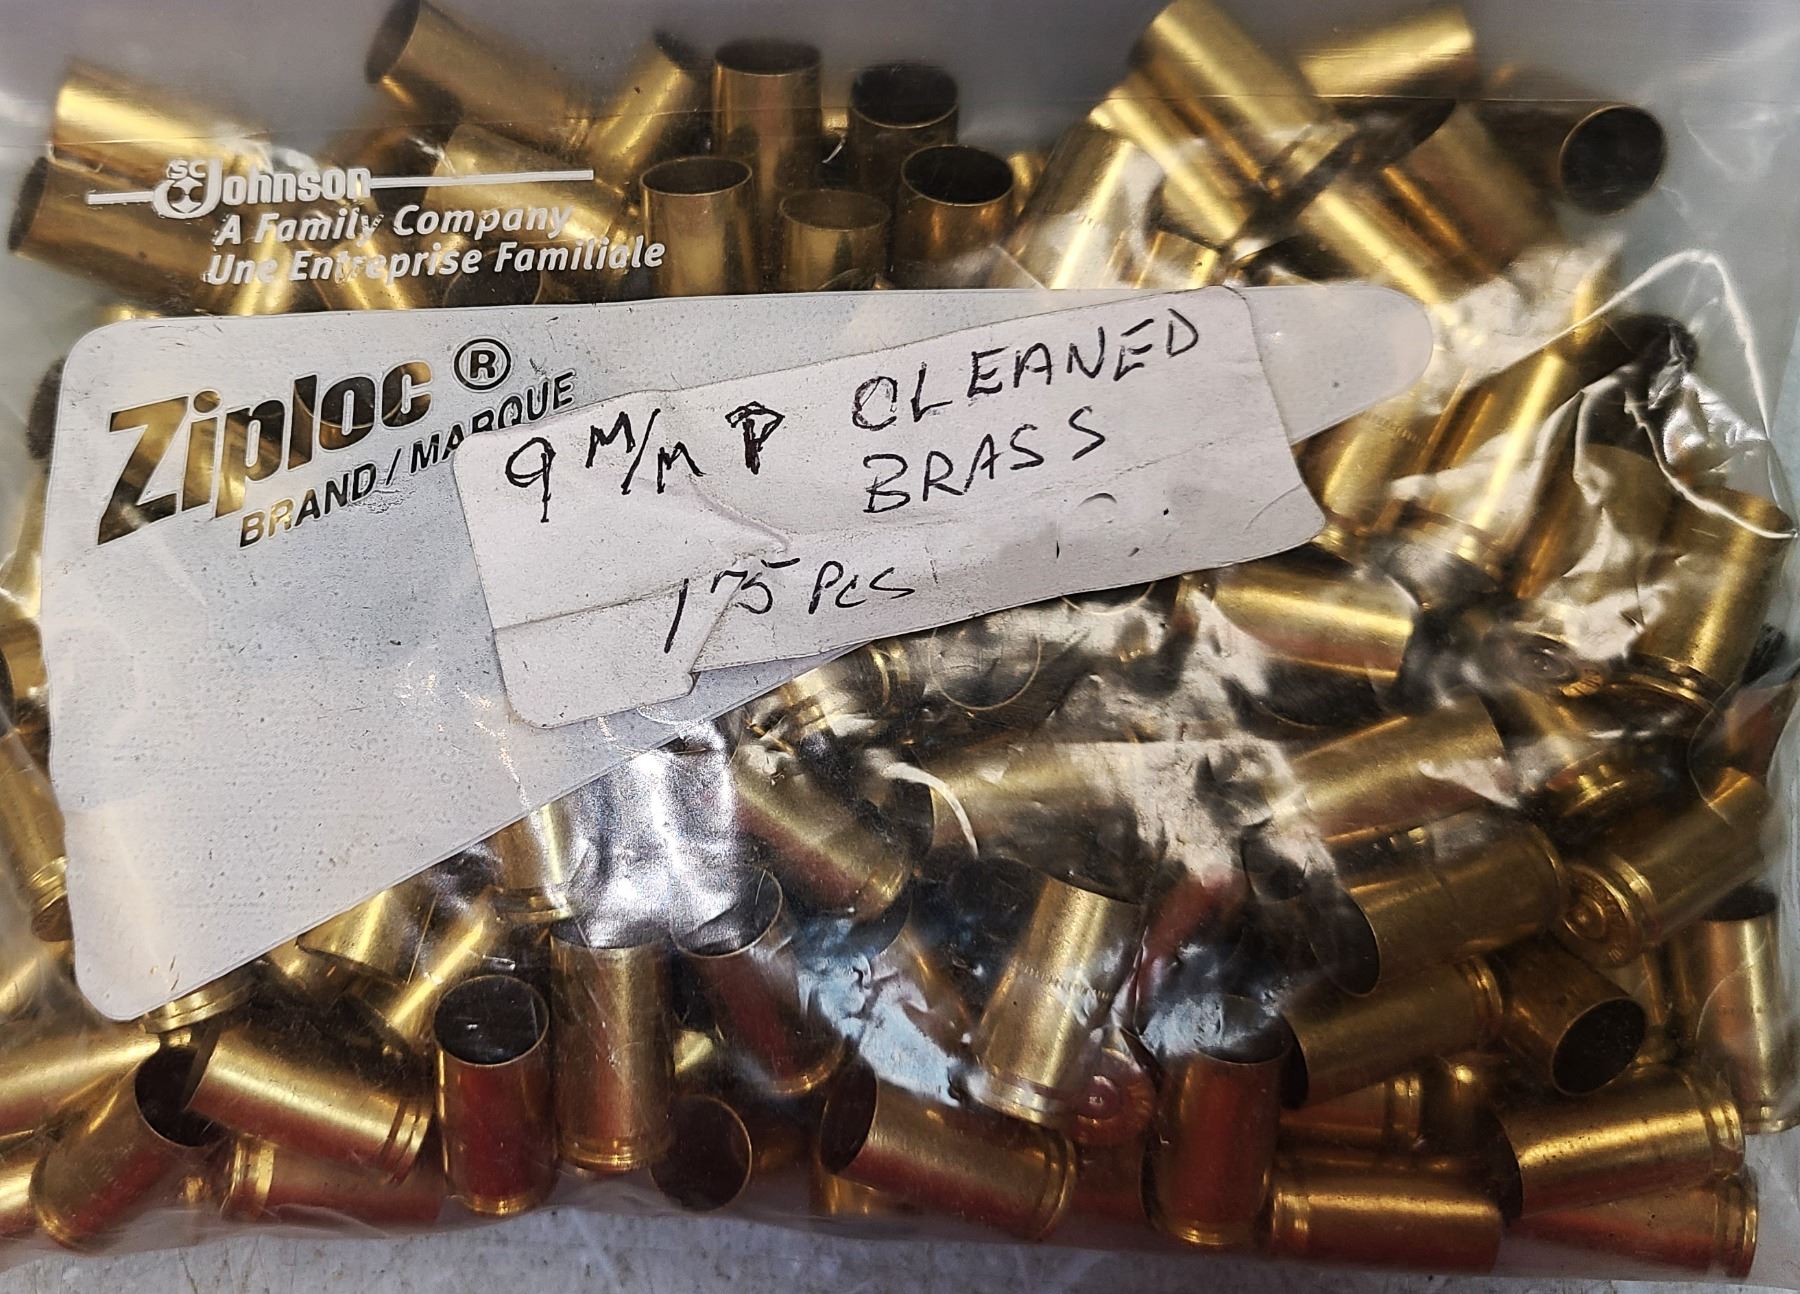 SC Johnson
A Family Company
Une Entreprise Familiale
Ziploc ®
BRAND / MARQUE
9 M/M P CLEANED
BRASS
175 PCS